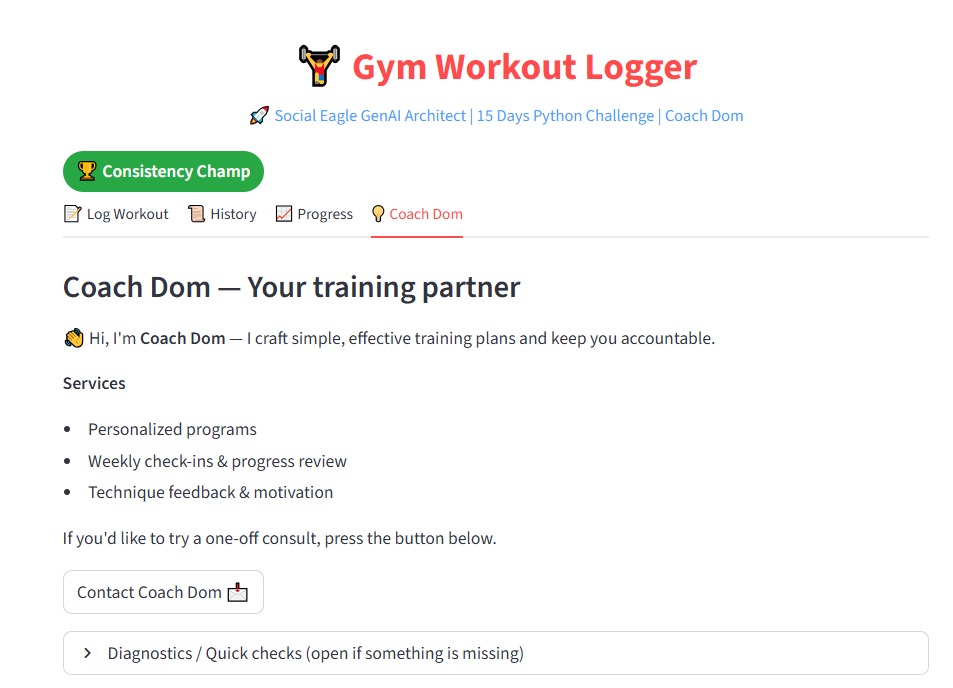 Gym Workout Logger
Social Eagle GenAI Architect | 15 Days Python Challenge | Coach Dom
Consistency Champ
Log Workout History Progress Coach Dom
Coach Dom — Your training partner
Hi, I'm Coach Dom — I craft simple, effective training plans and keep you accountable.
Services
• Personalized programs
• Weekly check-ins & progress review
• Technique feedback & motivation
If you'd like to try a one-off consult, press the button below.
Contact Coach Dom
Diagnostics / Quick checks (open if something is missing)